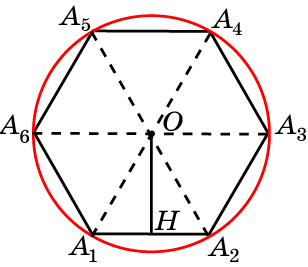 A₅ A₄
O
A₆ A₃
H
A₁ A₂